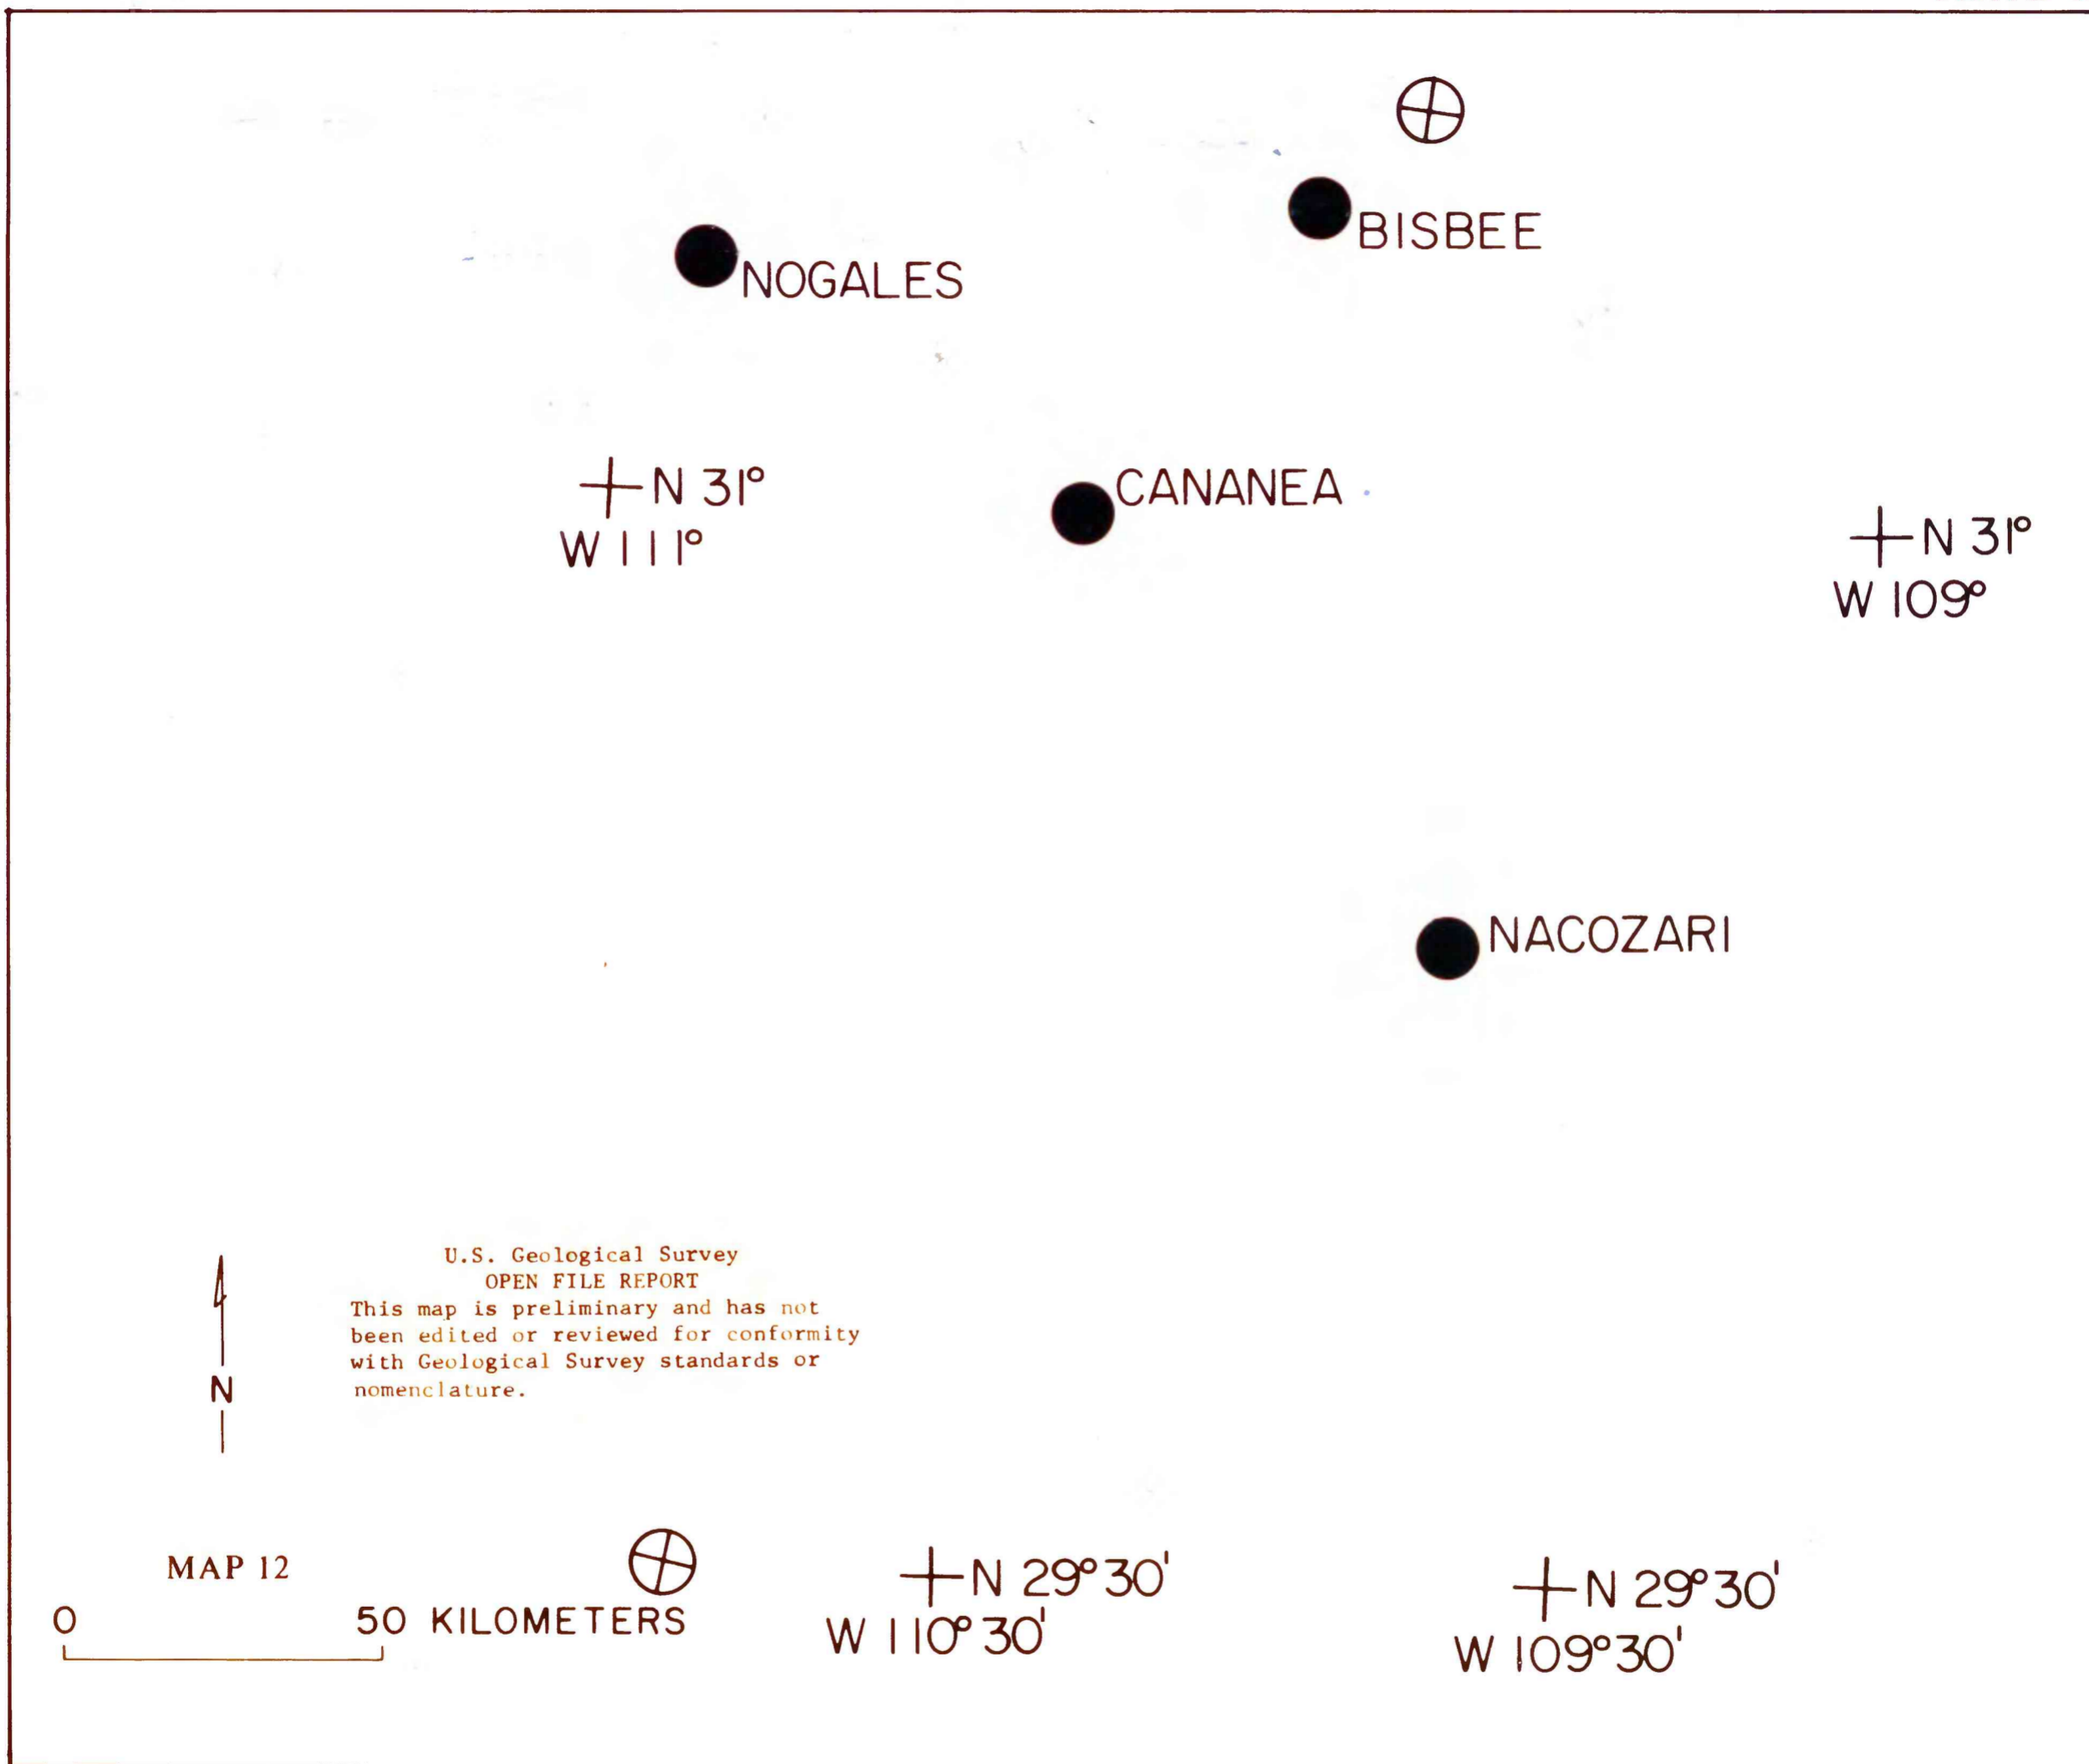 BISBEE
NOGALES
CANANEA
N 31°
W 111°
N 31°
W 109°
NACOZARI
U.S. Geological Survey
OPEN FILE REPORT
This map is preliminary and has not
been edited or reviewed for conformity
with Geological Survey standards or
nomenclature.
N
MAP 12
0 50 KILOMETERS
N 29°30'
W 110°30'
N 29°30'
W 109°30'